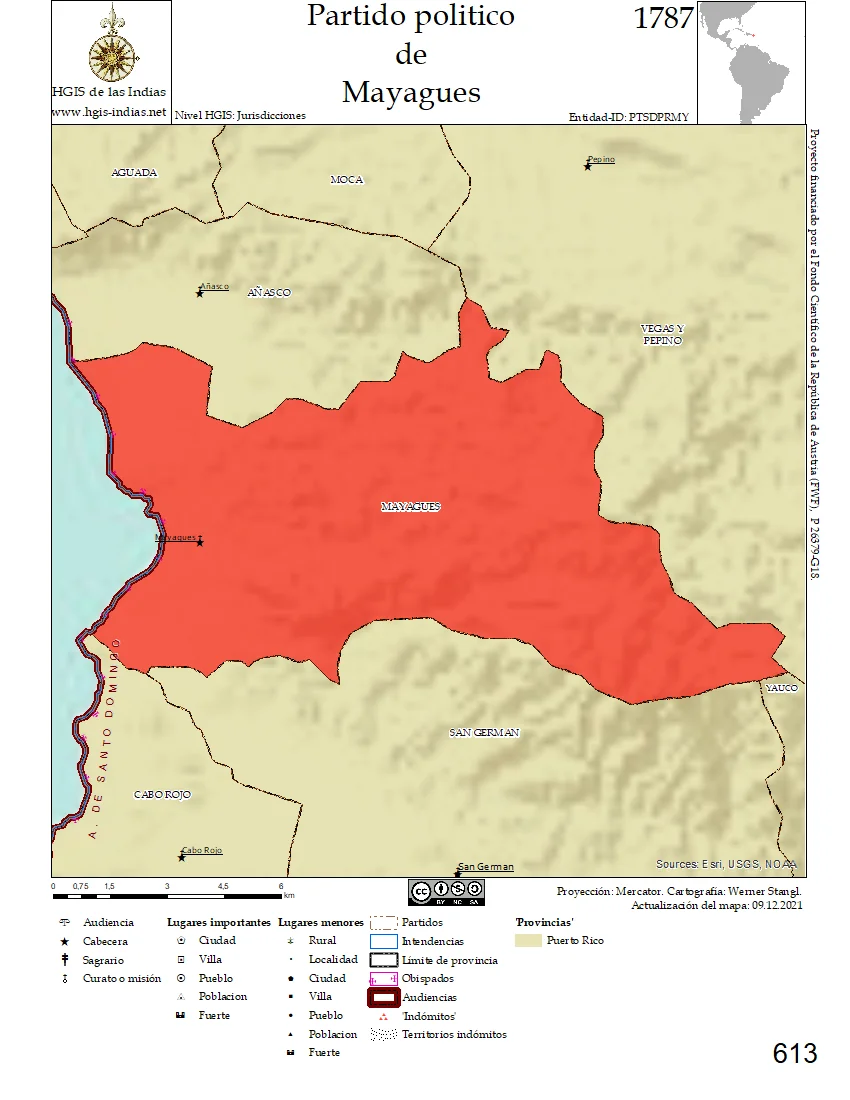 Partido politico
de
Mayagues
1787
HGIS de las Indias
www.hgis-indias.net
Nivel HGIS: Jurisdicciones
Entidad-ID: PTSDPRMY
Proyecto financiado por el Fondo Científico de la República de Austria (FWF), P 26379-G18.
AGUADA
MOCA
Pepino
Añasco
AÑASCO
VEGAS Y
PEPINO
MAYAGUES
Mayaques
A. DE SANTO DOMINGO
YAUCO
SAN GERMAN
CABO ROJO
Cabo Rojo
San German
Sources: Esri, USGS, NOAA
0 0,75 1,5 3 4,5 6
km
CC BY NC SA
Proyección: Mercator. Cartografía: Werner Stangl.
Actualización del mapa: 09.12.2021
Audiencia
Cabecera
Sagrario
Curato o misión
Lugares importantes
Ciudad
Villa
Pueblo
Poblacion
Fuerte
Lugares menores
Rural
Localidad
Ciudad
Villa
Pueblo
Poblacion
Fuerte
Partidos
Intendencias
Límite de provincia
Obispados
Audiencias
'Indómitos'
Territorios indómitos
'Provincias'
Puerto Rico
613